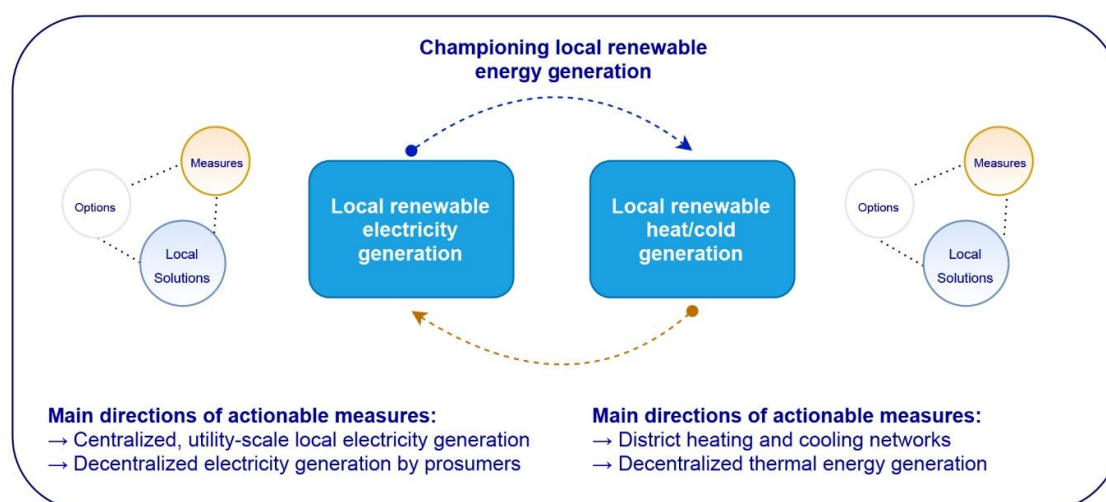 Championing local renewable
energy generation
Measures
Options
Local
Solutions
Local renewable
electricity
generation
Local renewable
heat/cold
generation
Measures
Options
Local
Solutions
Main directions of actionable measures:
→ Centralized, utility-scale local electricity generation
→ Decentralized electricity generation by prosumers
Main directions of actionable measures:
→ District heating and cooling networks
→ Decentralized thermal energy generation